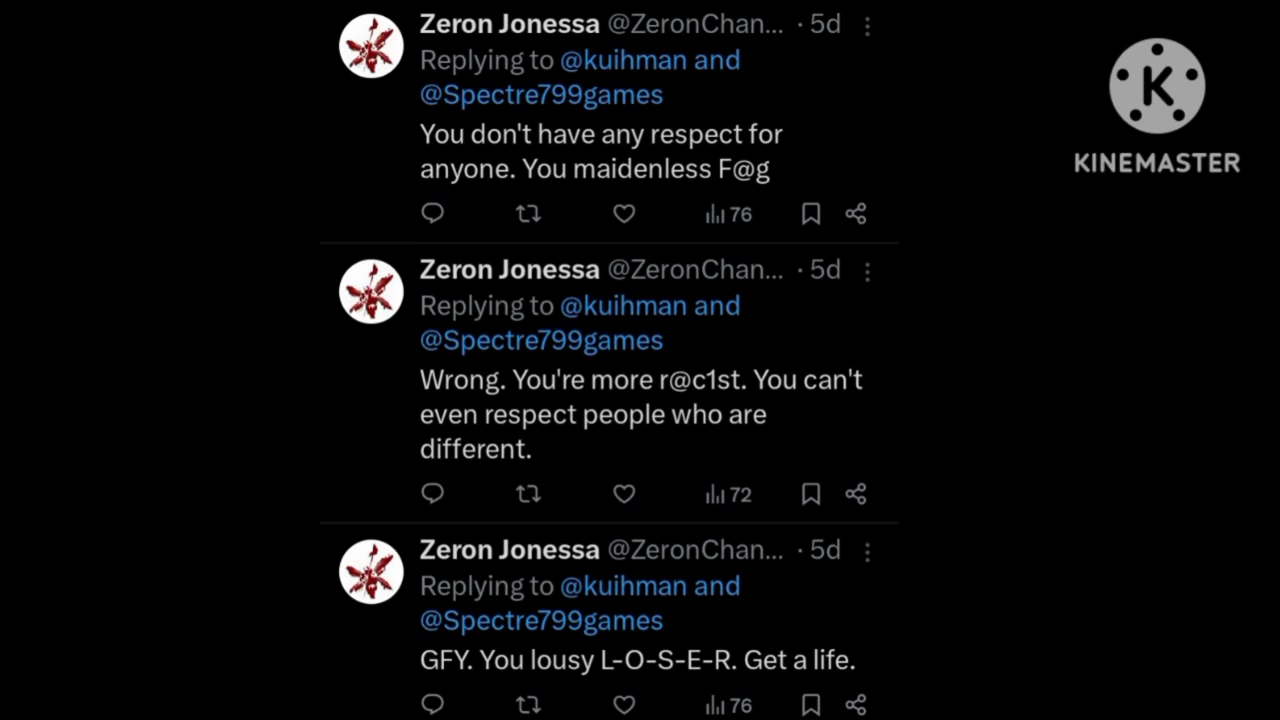 Zeron Jonessa @ZeronChan... · 5d
Replying to @kuihman and
@Spectre799games
You don't have any respect for
anyone. You maidenless F@g
76
KINEMASTER
Zeron Jonessa @ZeronChan... · 5d
Replying to @kuihman and
@Spectre799games
Wrong. You're more r@c1st. You can't
even respect people who are
different.
72
Zeron Jonessa @ZeronChan... · 5d
Replying to @kuihman and
@Spectre799games
GFY. You lousy L-O-S-E-R. Get a life.
76